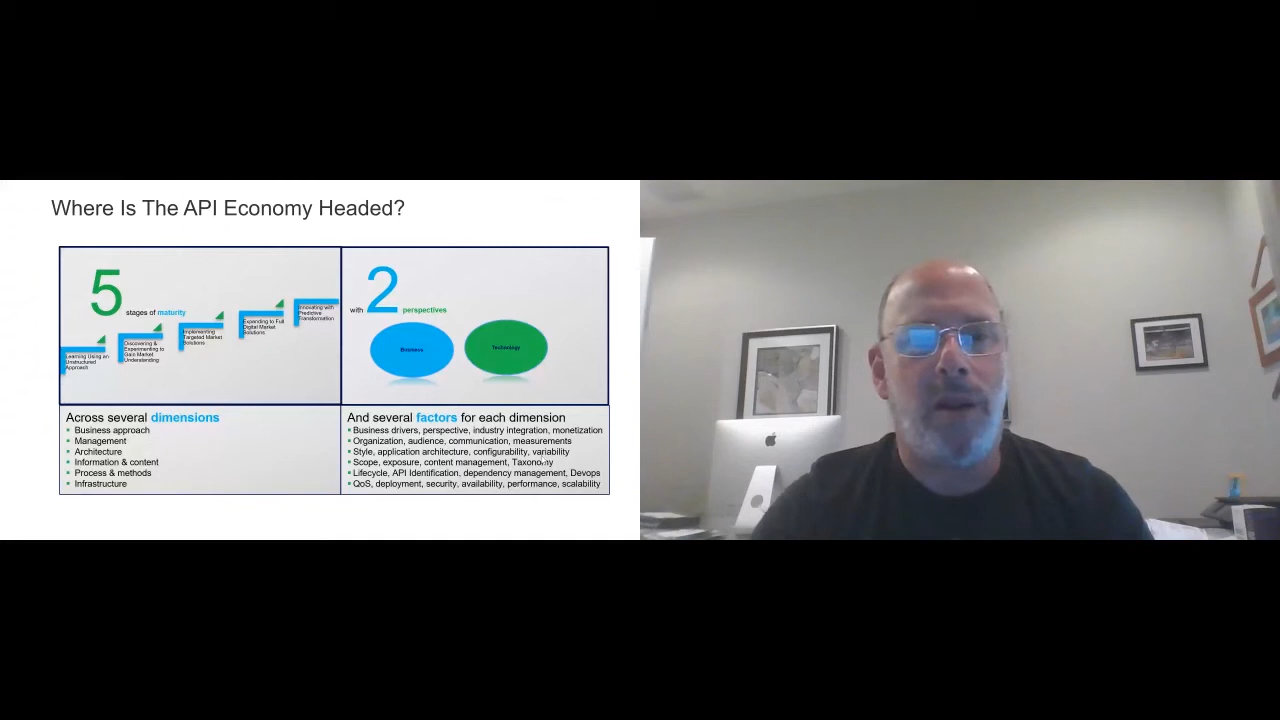 Where Is The API Economy Headed?
5
stages of maturity
Learning Using an
Unstructured
Approach
Discovering &
Experimenting to
Gain Market
Understanding
Implementing
Targeted Market
Solutions
Expanding to Full
Digital Market
Solutions
Innovating with
Predictive
Transformation
with 2 perspectives
Business
Technology
Across several dimensions
Business approach
Management
Architecture
Information & content
Process & methods
Infrastructure
And several factors for each dimension
Business drivers, perspective, industry integration, monetization
Organization, audience, communication, measurements
Style, application architecture, configurability, variability
Scope, exposure, content management, Taxonomy
Lifecycle, API Identification, dependency management, Devops
QoS, deployment, security, availability, performance, scalability